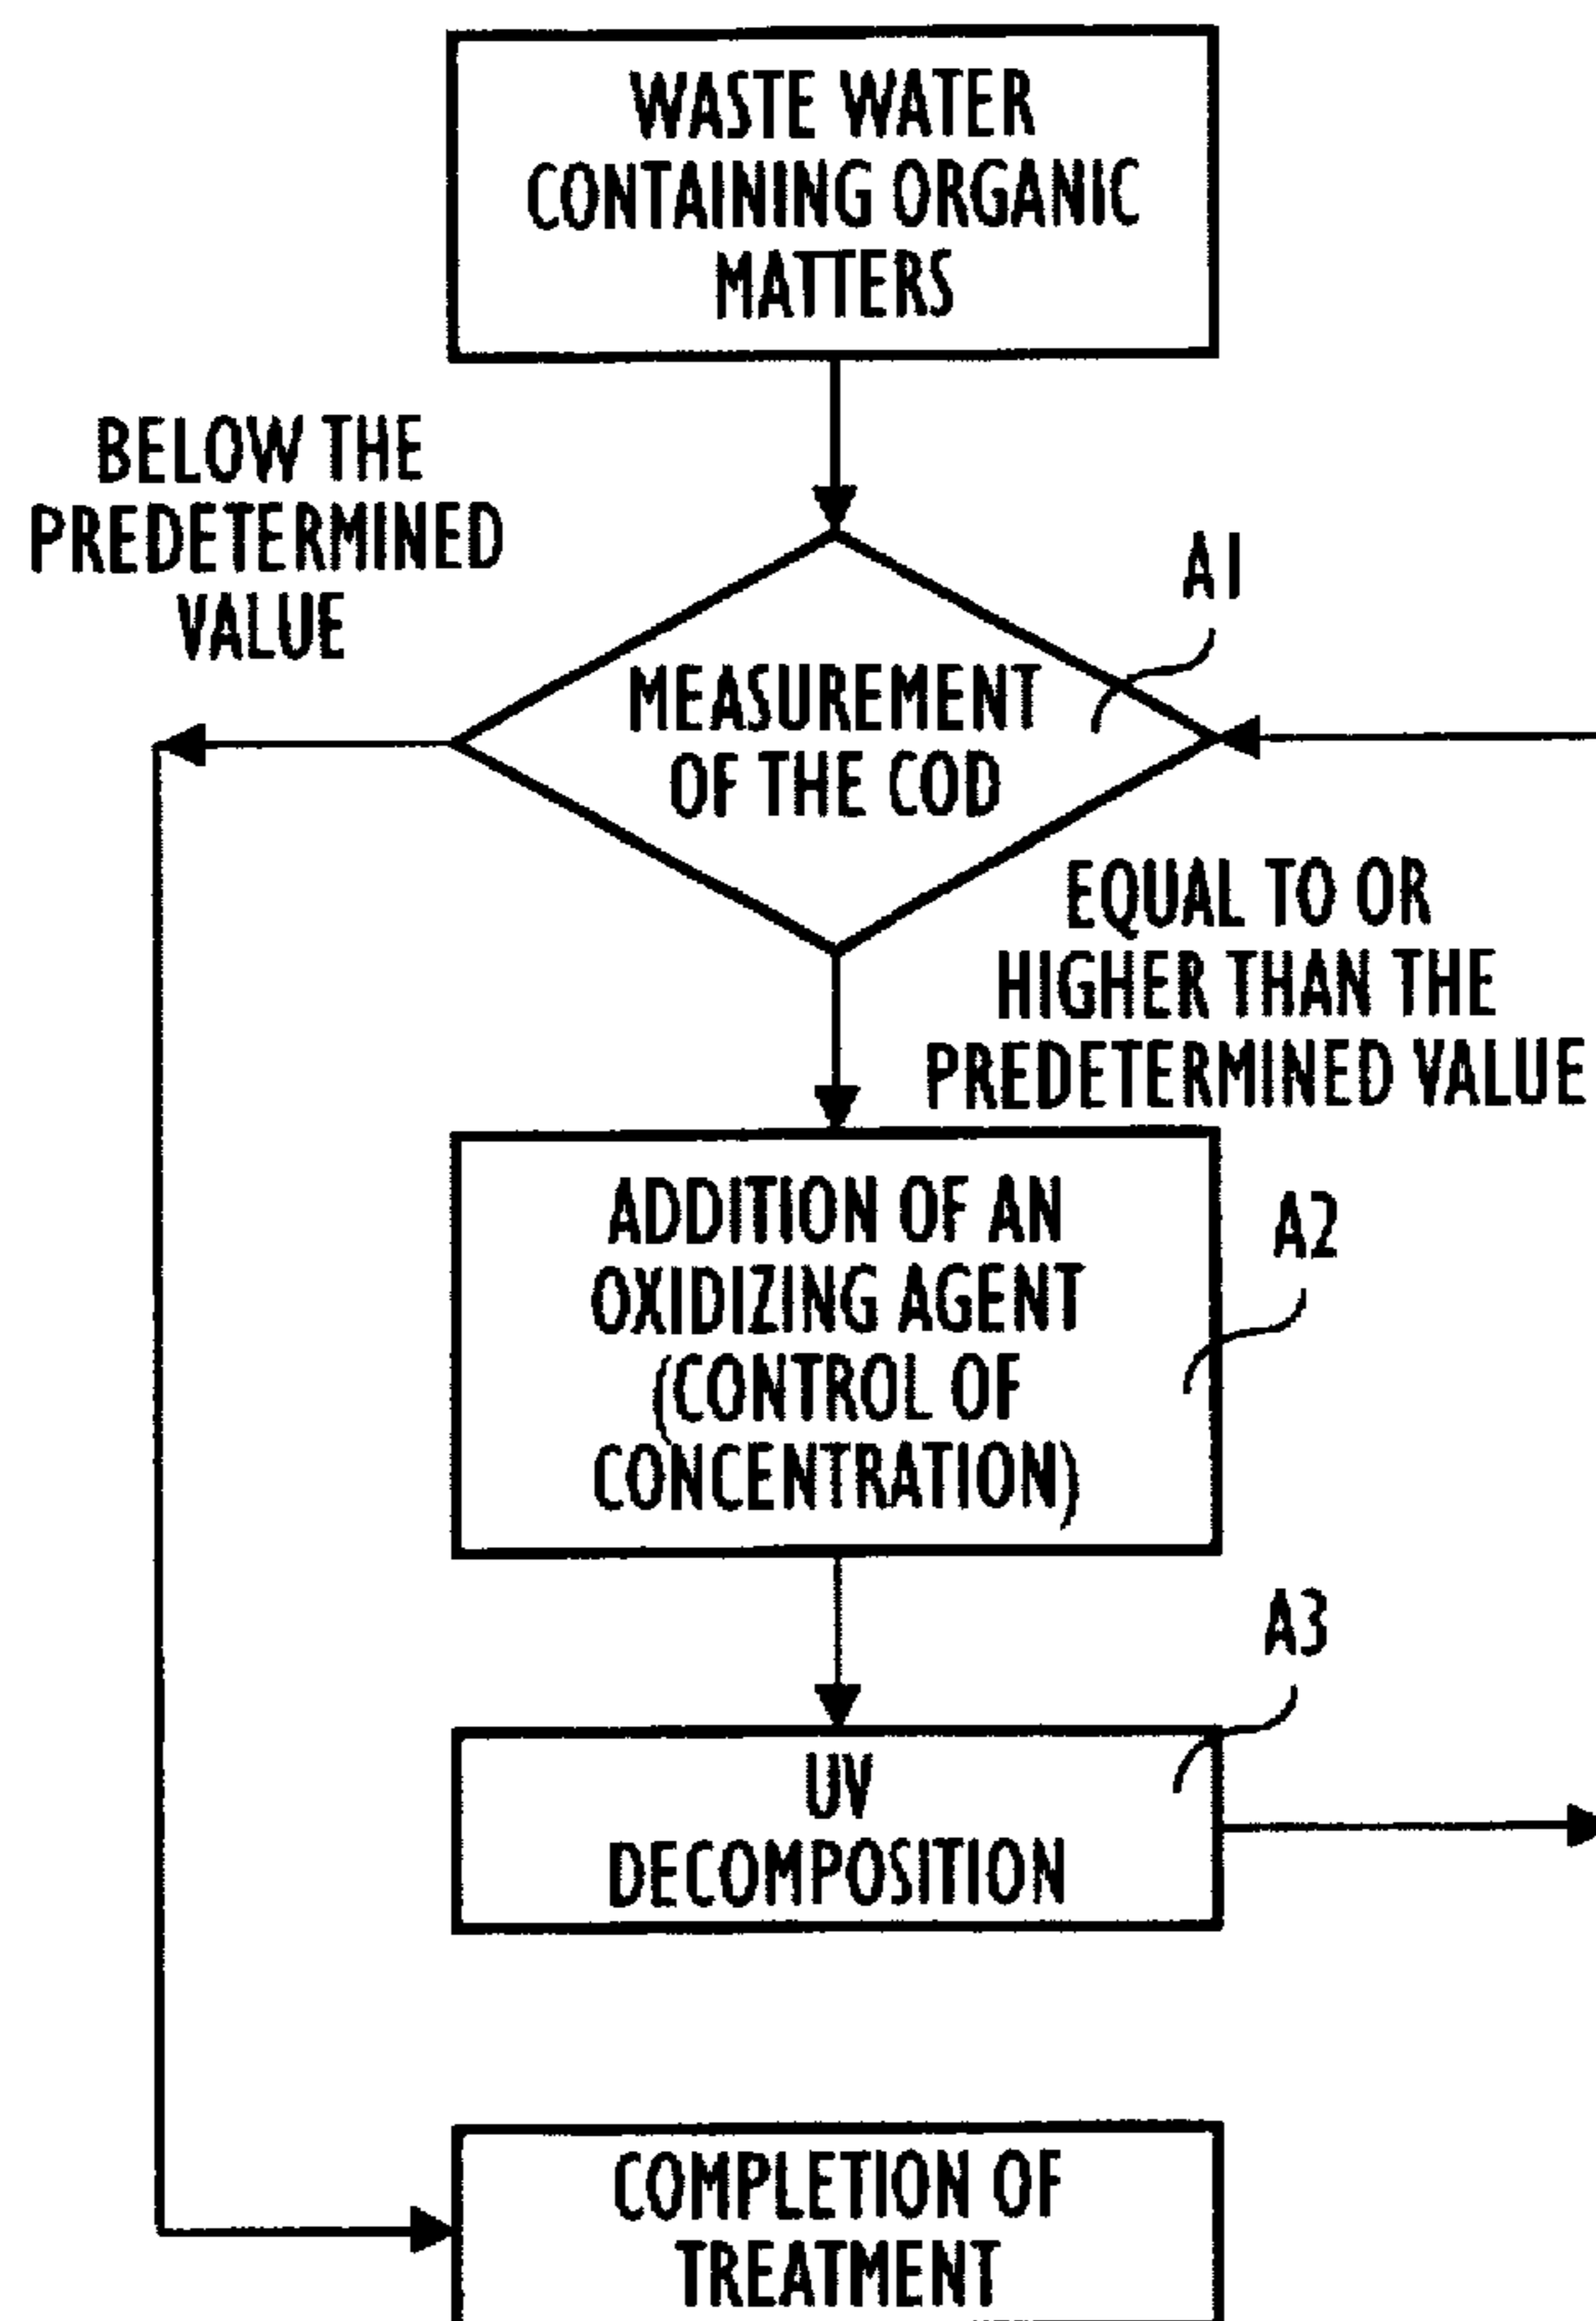 WASTE WATER
CONTAINING ORGANIC
MATTERS
BELOW THE
PREDETERMINED
VALUE
A1
MEASUREMENT
OF THE COD
EQUAL TO OR
HIGHER THAN THE
PREDETERMINED VALUE
ADDITION OF AN
OXIDIZING AGENT
(CONTROL OF
CONCENTRATION)
A2
A3
UV
DECOMPOSITION
COMPLETION OF
TREATMENT